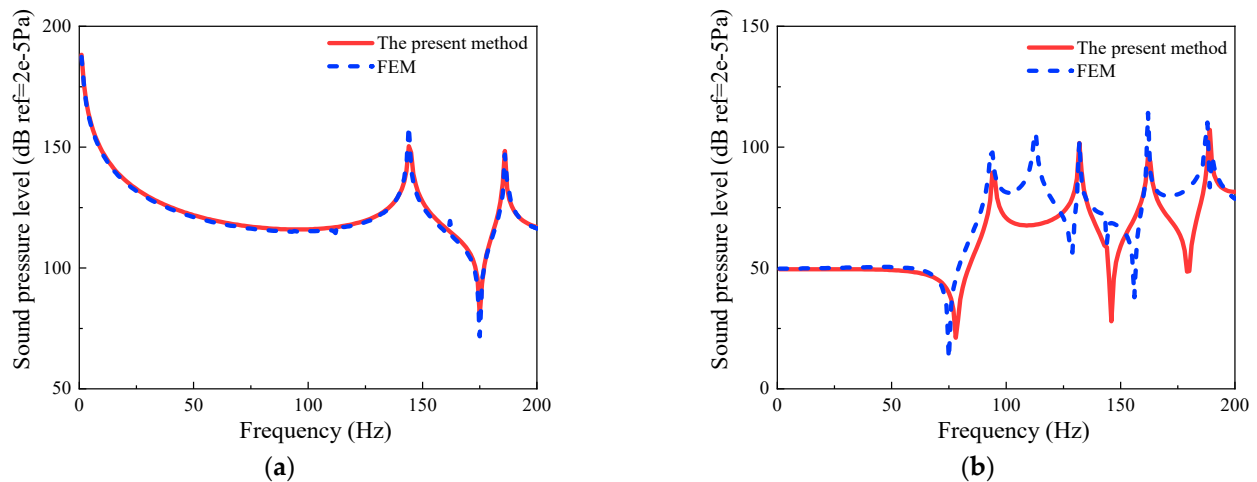 200
150
100
50
0
50
100
150
200
Sound pressure level (dB ref=2e-5Pa)
Frequency (Hz)
The present method
FEM
(a)
150
100
50
0
0
50
100
150
200
Sound pressure level (dB ref=2e-5Pa)
Frequency (Hz)
The present method
FEM
(b)